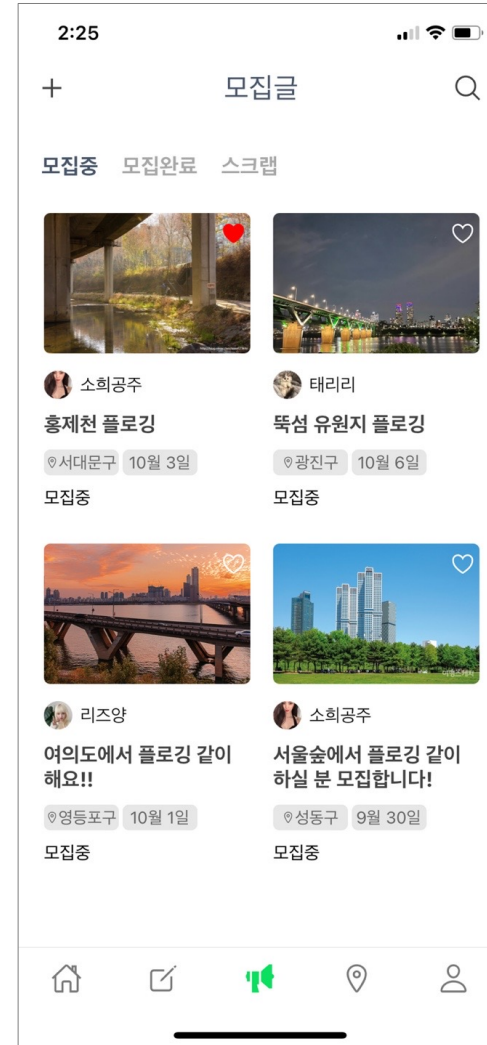 2:25
모집글
모집중 모집완료 스크랩
소희공주
홍제천 플로깅
서대문구 10월 3일
모집중
태리리
뚝섬 유원지 플로깅
광진구 10월 6일
모집중
리즈양
여의도에서 플로깅 같이
해요!!
영등포구 10월 1일
모집중
소희공주
서울숲에서 플로깅 같이
하실 분 모집합니다!
성동구 9월 30일
모집중